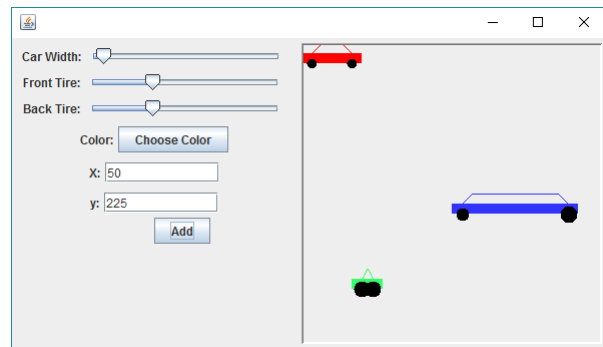 Car Width:
Front Tire:
Back Tire:
Color: Choose Color
X: 50
y: 225
Add